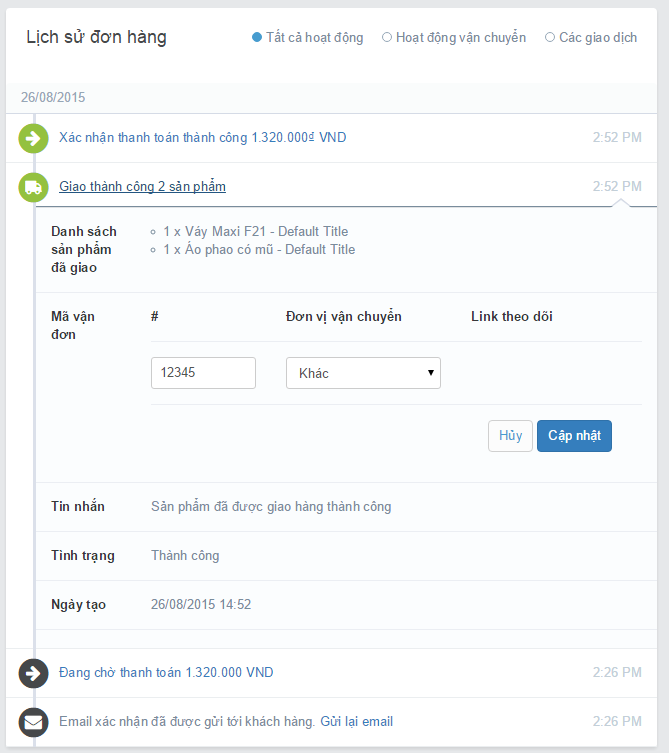 Lịch sử đơn hàng
Tất cả hoạt động Hoạt động vận chuyển Các giao dịch
26/08/2015
Xác nhận thanh toán thành công 1.320.000₫ VND 2:52 PM
Giao thành công 2 sản phẩm 2:52 PM
Danh sách sản phẩm đã giao
1 x Váy Maxi F21 - Default Title
1 x Áo phao có mũ - Default Title
Mã vận đơn
# Đơn vị vận chuyển Link theo dõi
12345 Khác
Hủy Cập nhật
Tin nhắn Sản phẩm đã được giao hàng thành công
Tình trạng Thành công
Ngày tạo 26/08/2015 14:52
Đang chờ thanh toán 1.320.000 VND 2:26 PM
Email xác nhận đã được gửi tới khách hàng. Gửi lại email 2:26 PM